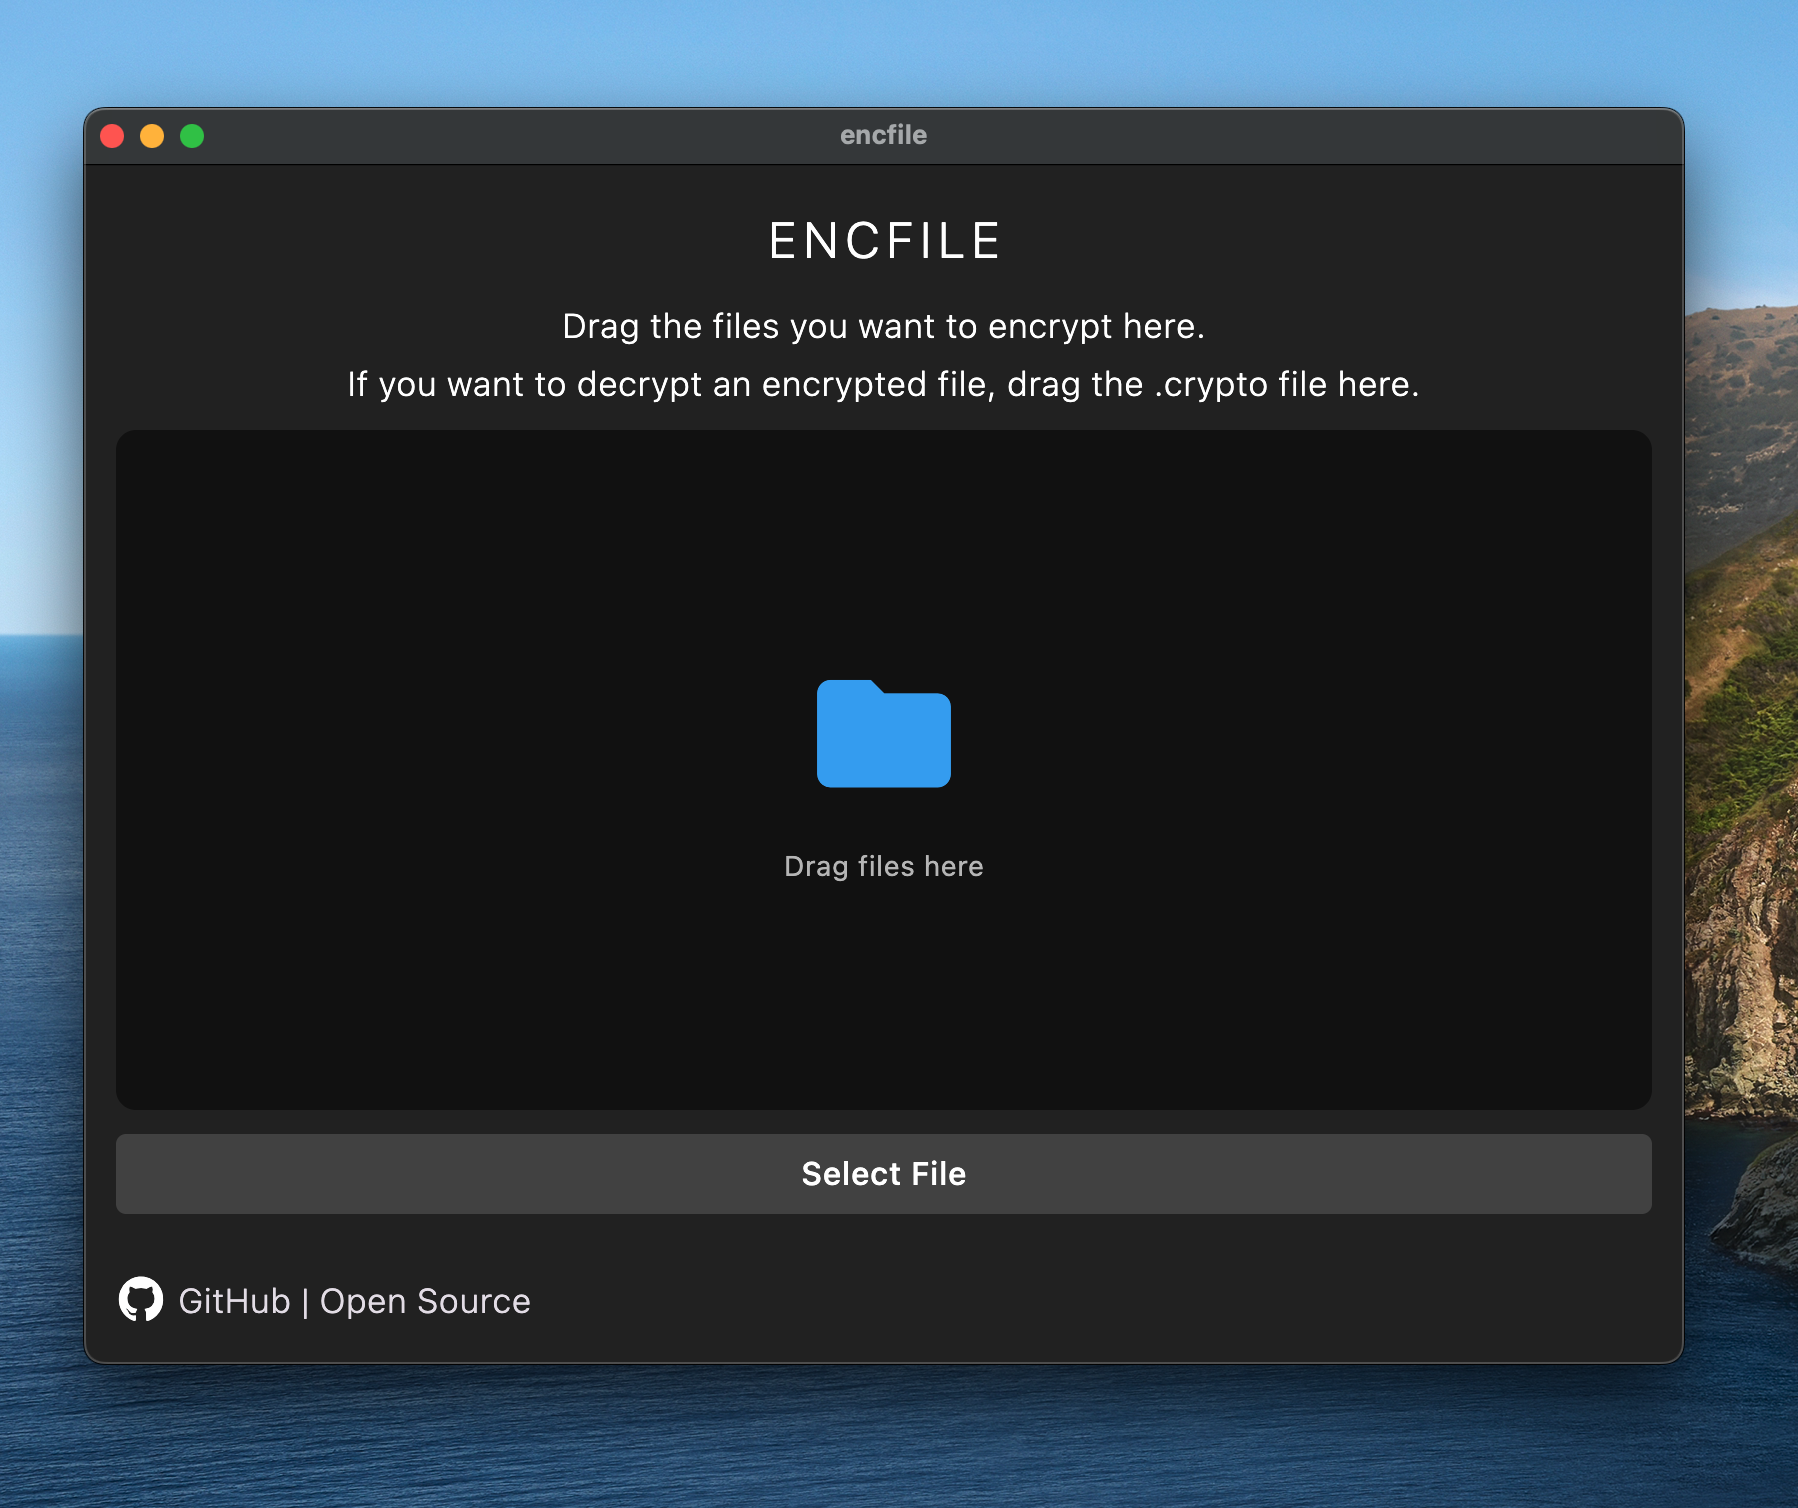 encfile
ENCFILE
Drag the files you want to encrypt here.
If you want to decrypt an encrypted file, drag the .crypto file here.
Drag files here
Select File
GitHub | Open Source